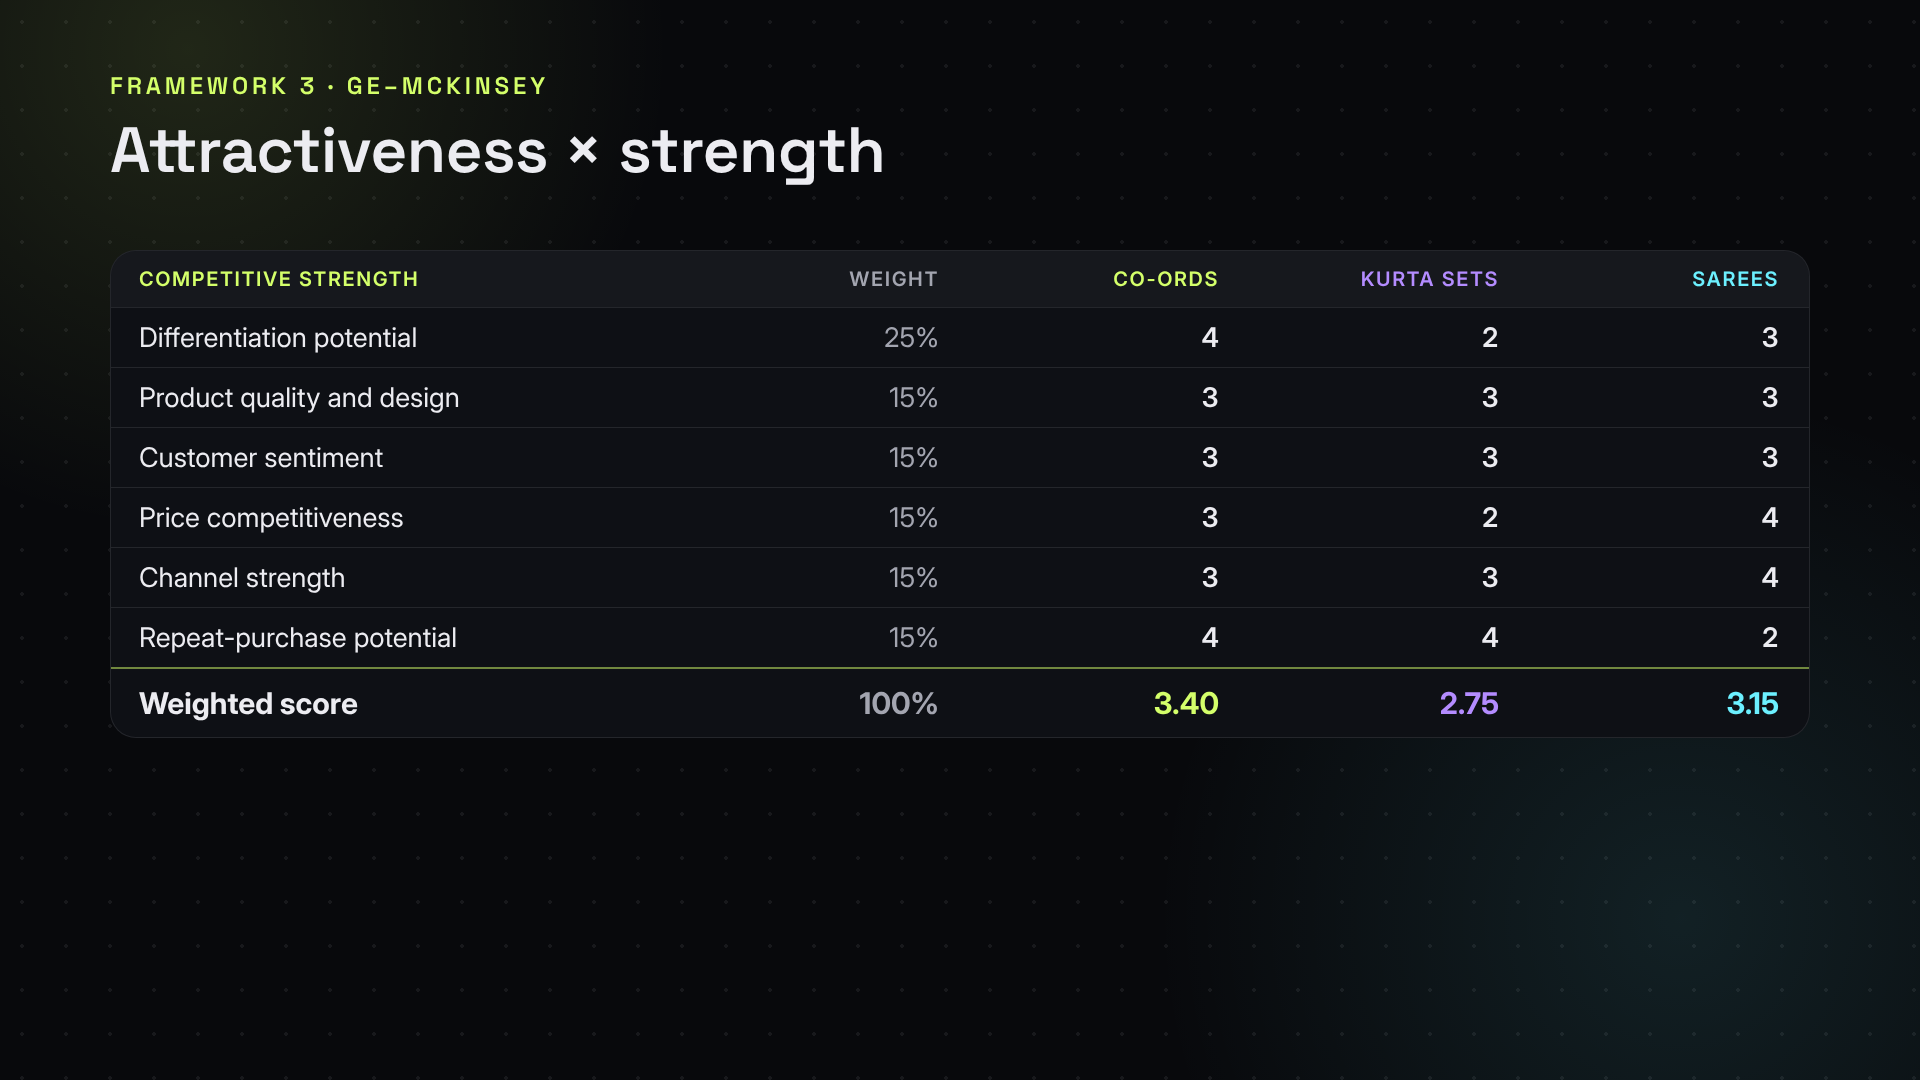 FRAMEWORK 3 · GE–MCKINSEY
Attractiveness × strength
COMPETITIVE STRENGTH WEIGHT CO-ORDS KURTA SETS SAREES
Differentiation potential 25% 4 2 3
Product quality and design 15% 3 3 3
Customer sentiment 15% 3 3 3
Price competitiveness 15% 3 2 4
Channel strength 15% 3 3 4
Repeat-purchase potential 15% 4 4 2
Weighted score 100% 3.40 2.75 3.15